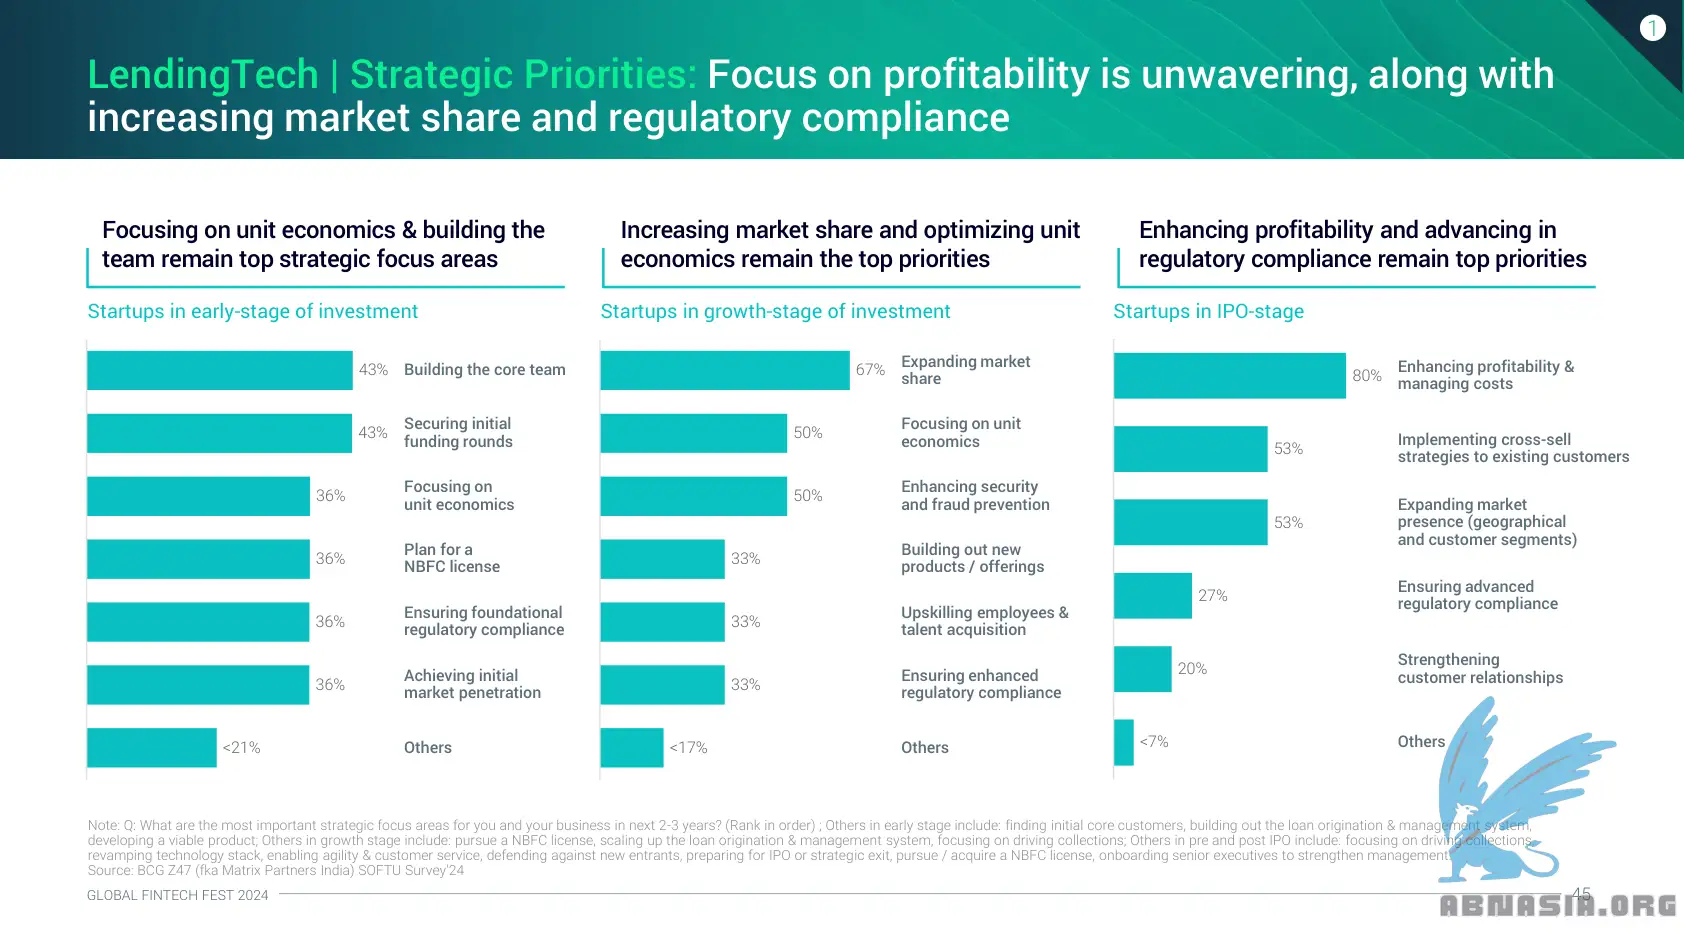 1
LendingTech | Strategic Priorities: Focus on profitability is unwavering, along with
increasing market share and regulatory compliance
Focusing on unit economics & building the
team remain top strategic focus areas
Startups in early-stage of investment
43% Building the core team
43% Securing initial
funding rounds
36% Focusing on
unit economics
36% Plan for a
NBFC license
36% Ensuring foundational
regulatory compliance
36% Achieving initial
market penetration
<21% Others
Increasing market share and optimizing unit
economics remain the top priorities
Startups in growth-stage of investment
67% Expanding market
share
50% Focusing on unit
economics
50% Enhancing security
and fraud prevention
33% Building out new
products / offerings
33% Upskilling employees &
talent acquisition
33% Ensuring enhanced
regulatory compliance
<17% Others
Enhancing profitability and advancing in
regulatory compliance remain top priorities
Startups in IPO-stage
80% Enhancing profitability &
managing costs
53% Implementing cross-sell
strategies to existing customers
53% Expanding market
presence (geographical
and customer segments)
27% Ensuring advanced
regulatory compliance
20% Strengthening
customer relationships
<7% Others
Note: Q: What are the most important strategic focus areas for you and your business in next 2-3 years? (Rank in order) ; Others in early stage include: finding initial core customers, building out the loan origination & management system,
developing a viable product; Others in growth stage include: pursue a NBFC license, scaling up the loan origination & management system, focusing on driving collections; Others in pre and post IPO include: focusing on driving collections,
revamping technology stack, enabling agility & customer service, defending against new entrants, preparing for IPO or strategic exit, pursue / acquire a NBFC license, onboarding senior executives to strengthen management.
Source: BCG Z47 (fka Matrix Partners India) SOFTU Survey'24
GLOBAL FINTECH FEST 2024
45
ABNASIA.ORG